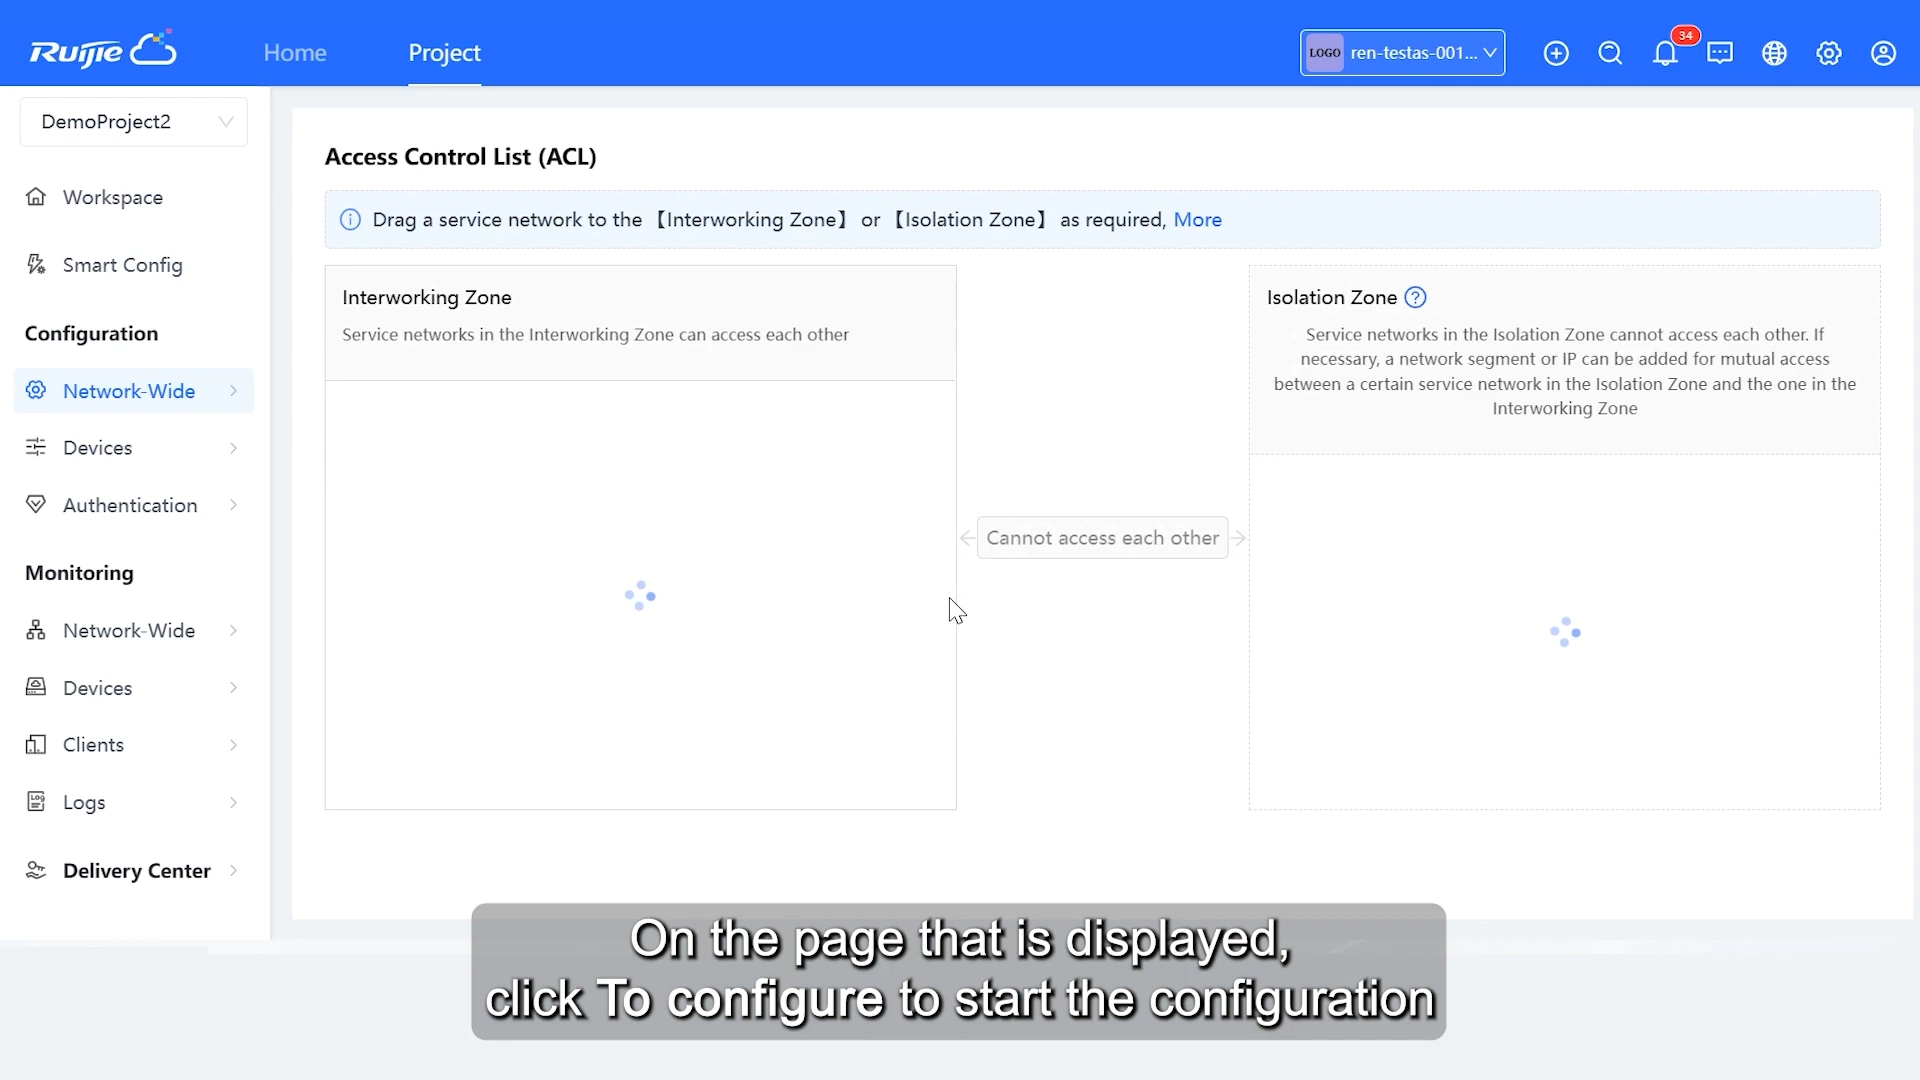 Ruijie
Home
Project
LOGO
ren-testas-001...
34
DemoProject2
Workspace
Smart Config
Configuration
Network-Wide
Devices
Authentication
Monitoring
Network-Wide
Devices
Clients
Logs
Delivery Center
Access Control List (ACL)
Drag a service network to the 【Interworking Zone】 or 【Isolation Zone】 as required, More
Interworking Zone
Service networks in the Interworking Zone can access each other
Cannot access each other
Isolation Zone
Service networks in the Isolation Zone cannot access each other. If
necessary, a network segment or IP can be added for mutual access
between a certain service network in the Isolation Zone and the one in the
Interworking Zone
On the page that is displayed,
click To configure to start the configuration